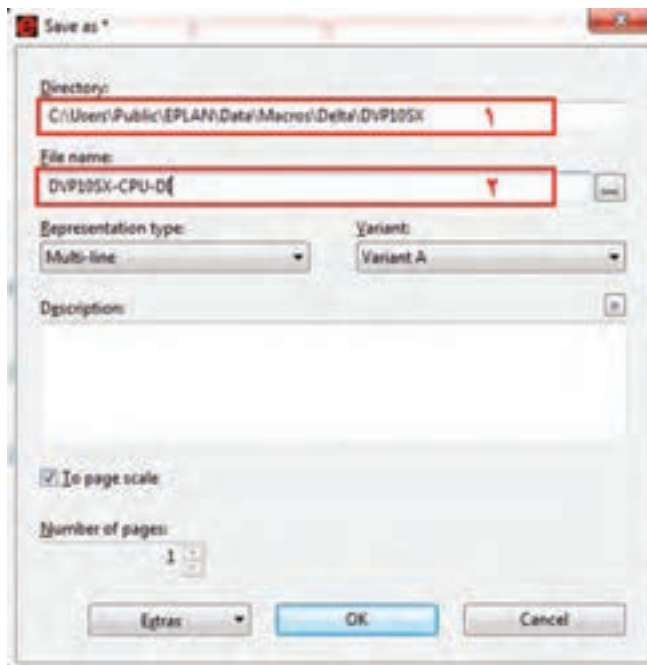 Save as *
Directory:
C:\Users\Public\EPLAN\Data\Macros\Delta\DVP10SX ۱
File name:
DVP10SX-CPU-DI ۲
...
Representation type: Variant:
Multi-line Variant A
Description:
To page scale
Number of pages:
1
Extras OK Cancel